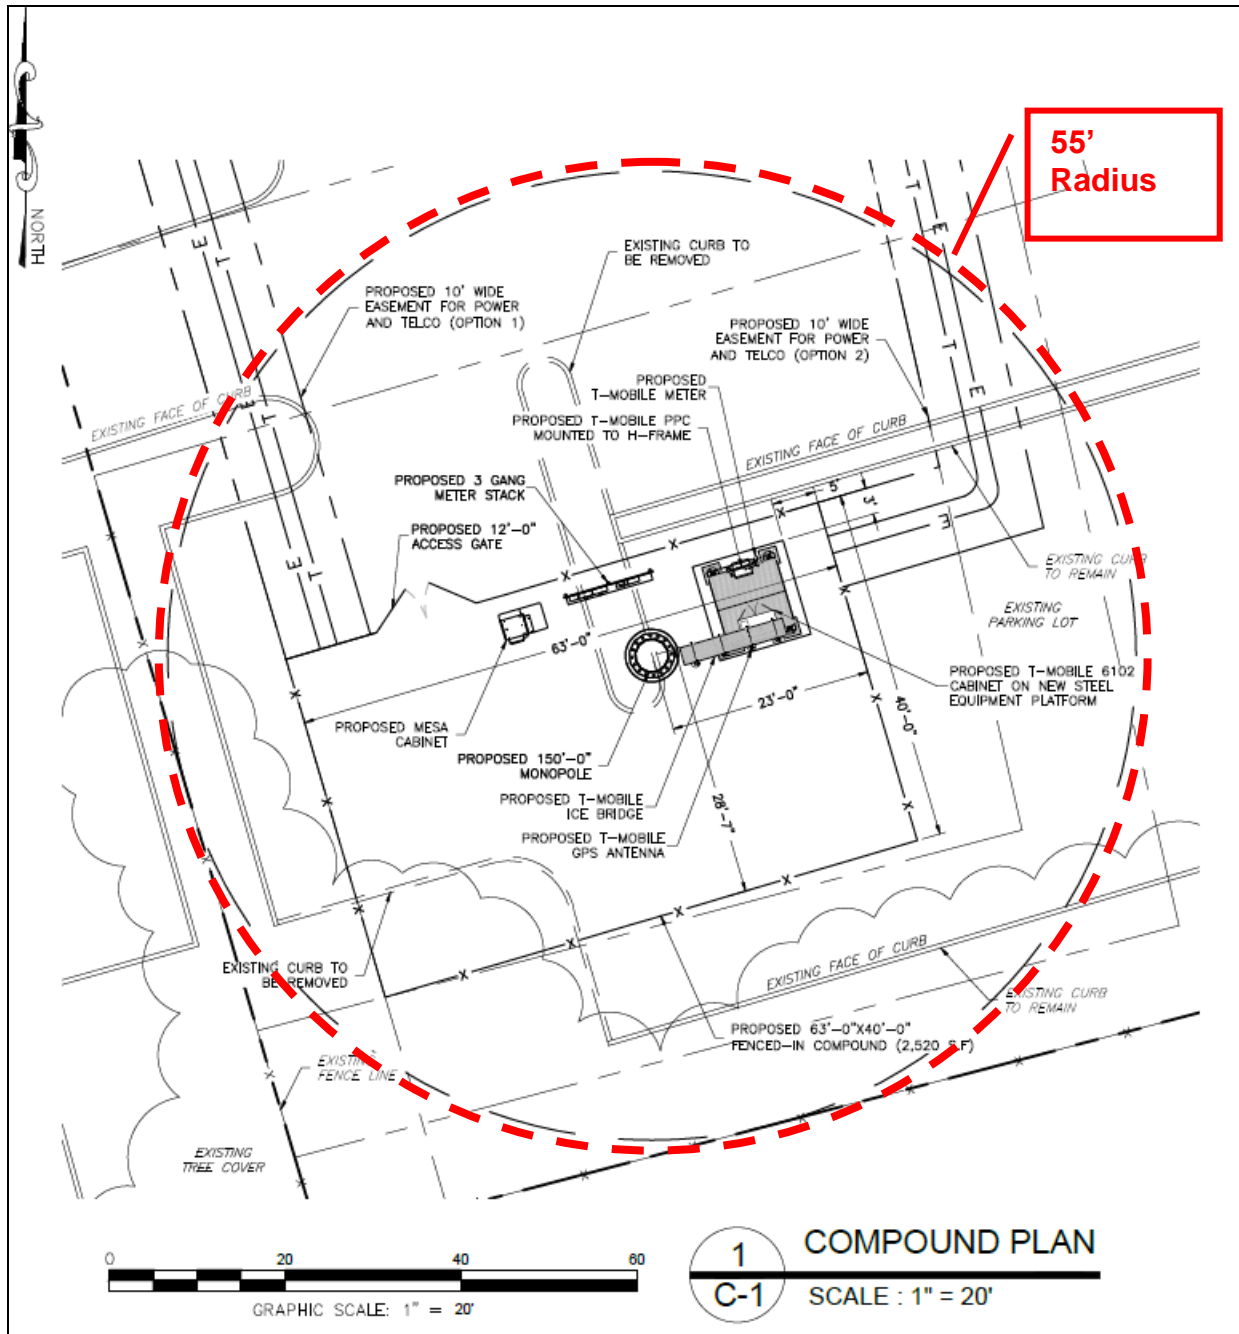 55'
Radius
NORTH
EXISTING CURB TO
BE REMOVED
PROPOSED 10' WIDE
EASEMENT FOR POWER
AND TELCO (OPTION 1)
PROPOSED 10' WIDE
EASEMENT FOR POWER
AND TELCO (OPTION 2)
PROPOSED
T-MOBILE METER
PROPOSED T-MOBILE PPC
MOUNTED TO H-FRAME
EXISTING FACE OF CURB
EXISTING FACE OF CURB
PROPOSED 3 GANG
METER STACK
PROPOSED 12'-0"
ACCESS GATE
5'
3'
E
T
E
T
E
T
E
T
T
E
E
T
E
T
E
EXISTING CURB
TO REMAIN
EXISTING
PARKING LOT
63'-0"
PROPOSED T-MOBILE 6102
CABINET ON NEW STEEL
EQUIPMENT PLATFORM
23'-0"
40'-0"
PROPOSED MESA
CABINET
PROPOSED 150'-0"
MONOPOLE
PROPOSED T-MOBILE
ICE BRIDGE
28'-7"
PROPOSED T-MOBILE
GPS ANTENNA
EXISTING CURB TO
BE REMOVED
EXISTING FACE OF CURB
EXISTING CURB
TO REMAIN
PROPOSED 63'-0"X40'-0"
FENCED-IN COMPOUND (2,520 S.F)
EXISTING
FENCE LINE
EXISTING
TREE COVER
0 20 40 60
GRAPHIC SCALE: 1" = 20'
1
C-1
COMPOUND PLAN
SCALE : 1" = 20'